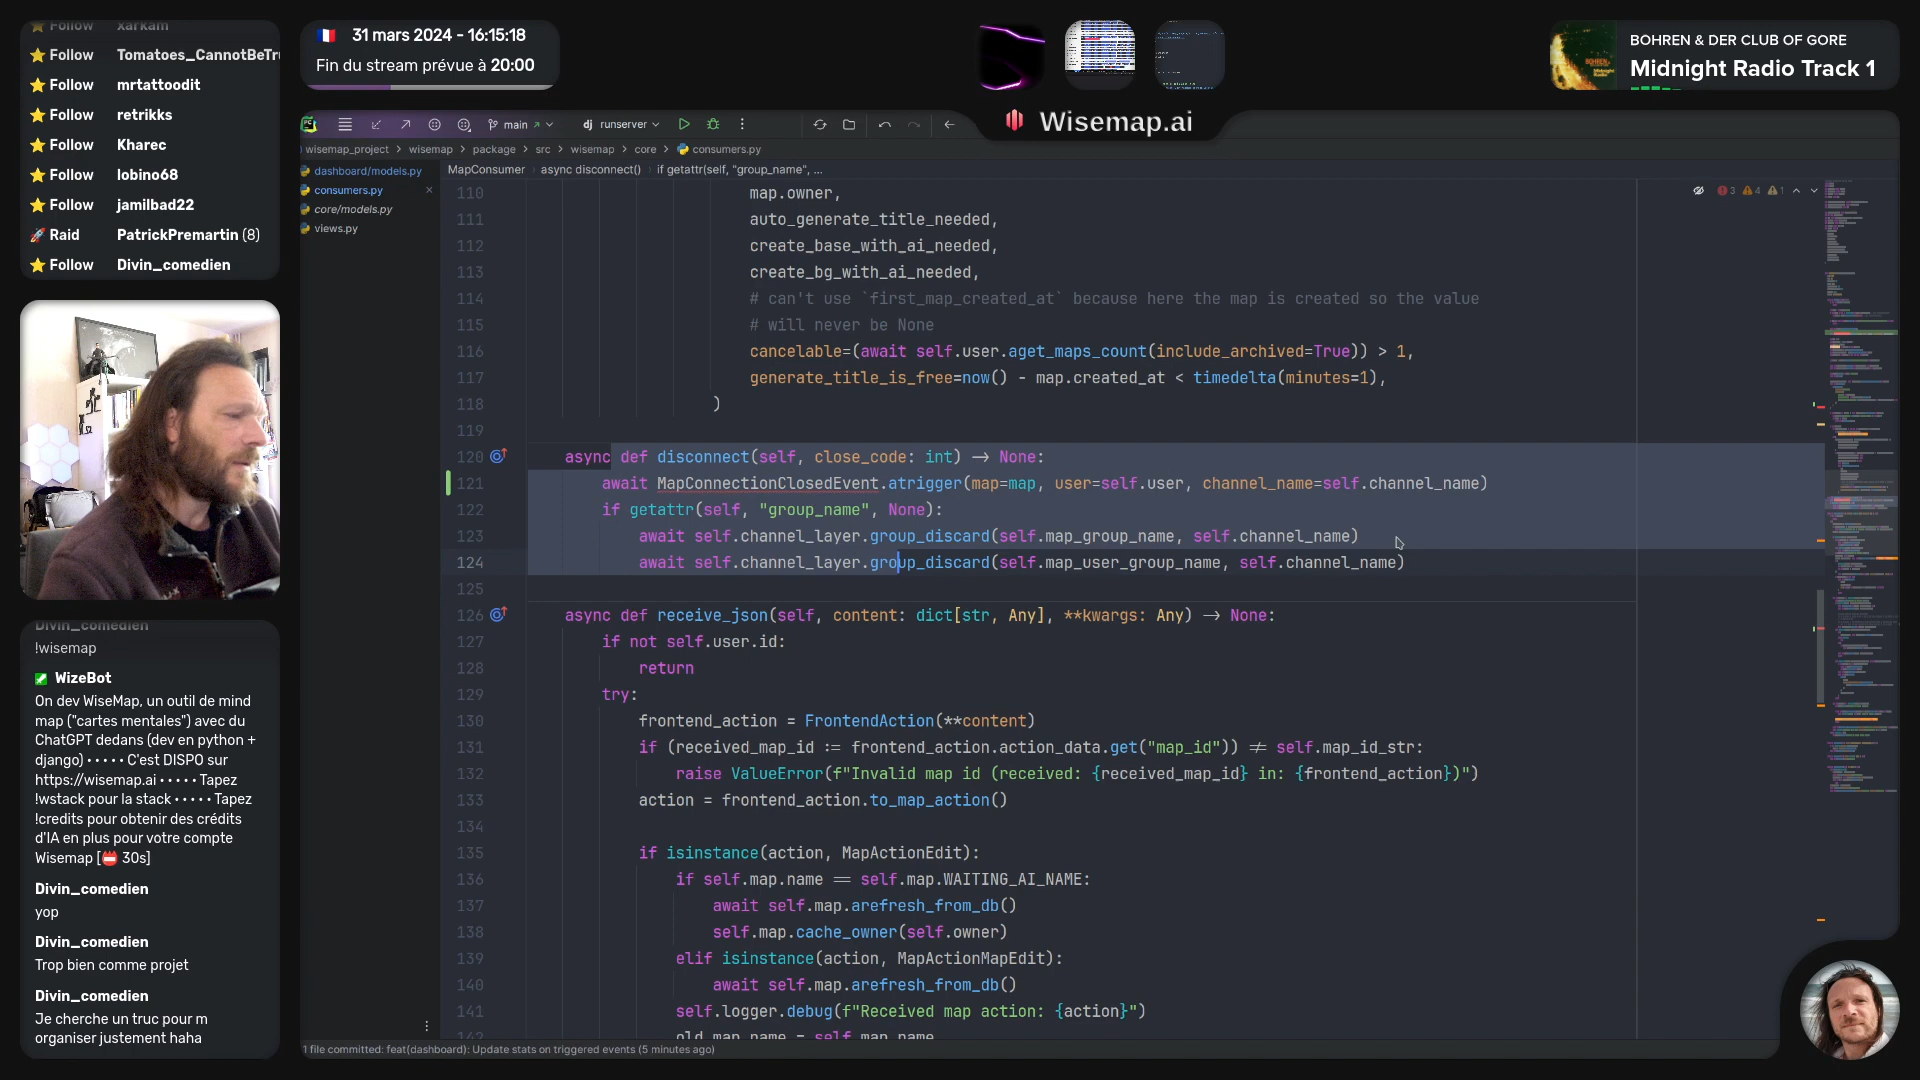 ⭐ Follow xarkam
⭐ Follow Tomatoes_CannotBeTr
⭐ Follow mrtattoodit
⭐ Follow retrikks
⭐ Follow Kharec
⭐ Follow lobino68
⭐ Follow jamilbad22
🚀 Raid PatrickPremartin (8)
⭐ Follow Divin_comedien
🇫🇷 31 mars 2024 - 16:15:18
Fin du stream prévue à 20:00
BOHREN & DER CLUB OF GORE
Midnight Radio Track 1
Wisemap.ai
main
dj runserver
wisemap_project > wisemap > package > src > wisemap > core > consumers.py
dashboard/models.py
consumers.py
core/models.py
views.py
MapConsumer async disconnect() if getattr(self, "group_name", ...
3 4 1
110 map.owner,
111 auto_generate_title_needed,
112 create_base_with_ai_needed,
113 create_bg_with_ai_needed,
114 # can't use `first_map_created_at` because here the map is created so the value
115 # will never be None
116 cancelable=(await self.user.aget_maps_count(include_archived=True)) > 1,
117 generate_title_is_free=now() - map.created_at < timedelta(minutes=1),
118 )
119
120 async def disconnect(self, close_code: int) -> None:
121 await MapConnectionClosedEvent.atrigger(map=map, user=self.user, channel_name=self.channel_name)
122 if getattr(self, "group_name", None):
123 await self.channel_layer.group_discard(self.map_group_name, self.channel_name)
124 await self.channel_layer.group_discard(self.map_user_group_name, self.channel_name)
125
126 async def receive_json(self, content: dict[str, Any], **kwargs: Any) -> None:
127 if not self.user.id:
128 return
129 try:
130 frontend_action = FrontendAction(**content)
131 if (received_map_id := frontend_action.action_data.get("map_id")) ≠ self.map_id_str:
132 raise ValueError(f"Invalid map id (received: {received_map_id} in: {frontend_action})")
133 action = frontend_action.to_map_action()
134
135 if isinstance(action, MapActionEdit):
136 if self.map.name == self.map.WAITING_AI_NAME:
137 await self.map.arefresh_from_db()
138 self.map.cache_owner(self.owner)
139 elif isinstance(action, MapActionMapEdit):
140 await self.map.arefresh_from_db()
141 self.logger.debug(f"Received map action: {action}")
142 old_map_name = self.map.name
1 file committed: feat(dashboard): Update stats on triggered events (5 minutes ago)
Divin_comedien
!wisemap
WizeBot
On dev WiseMap, un outil de mind
map ("cartes mentales") avec du
ChatGPT dedans (dev en python +
django) • • • • • C'est DISPO sur
https://wisemap.ai • • • • • Tapez
!wstack pour la stack • • • • • Tapez
!credits pour obtenir des crédits
d'IA en plus pour votre compte
Wisemap [📛 30s]
Divin_comedien
yop
Divin_comedien
Trop bien comme projet
Divin_comedien
Je cherche un truc pour m
organiser justement haha